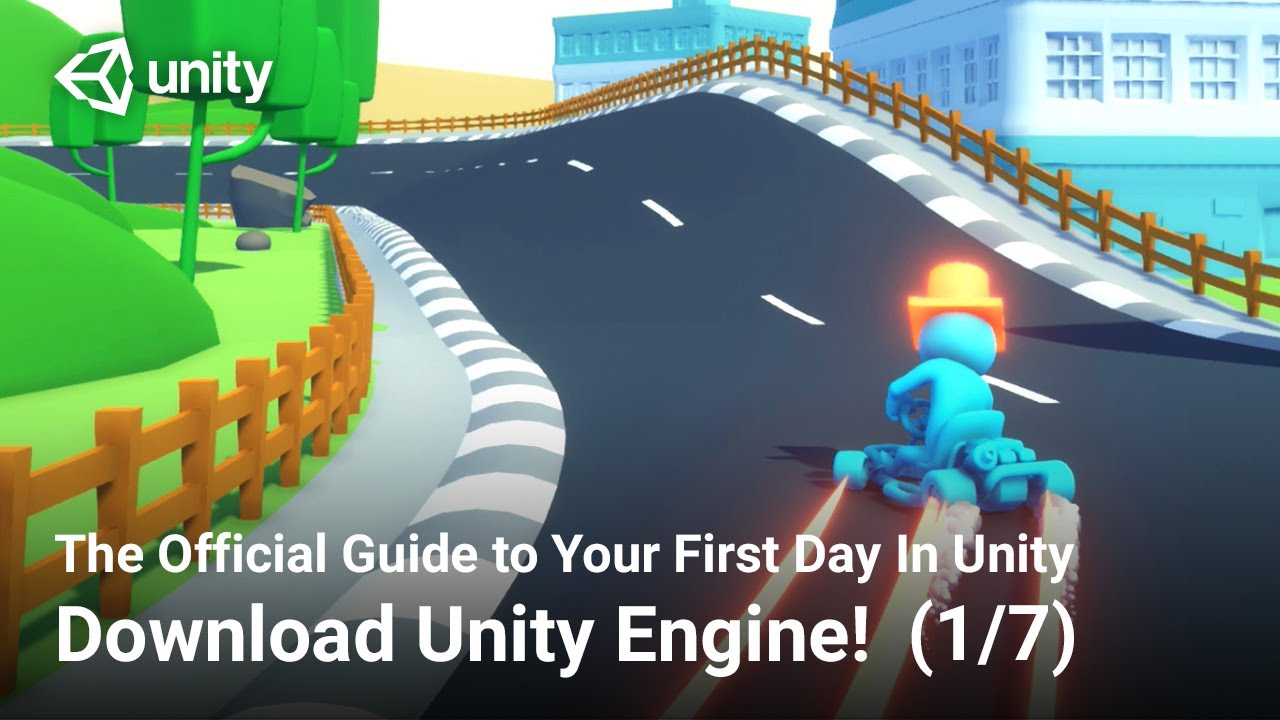 unity
The Official Guide to Your First Day In Unity
Download Unity Engine! (1/7)